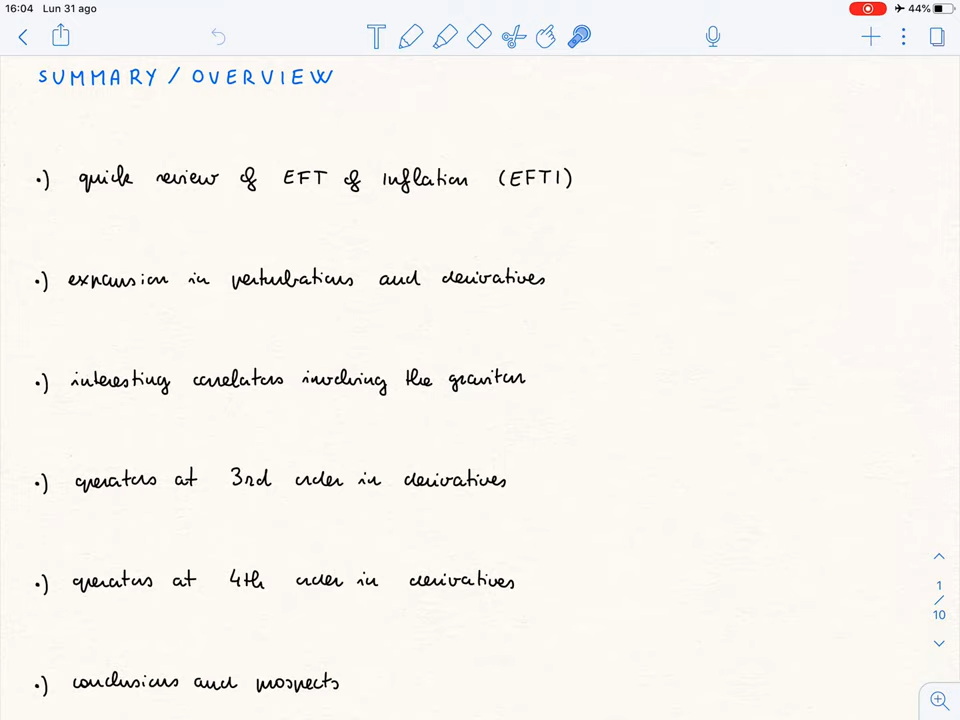 16:04 Lun 31 ago 44%
SUMMARY / OVERVIEW
•) quick review of EFT of inflation (EFTI)
•) expansion in perturbations and derivatives
•) interesting correlators involving the graviton
•) operators at 3rd order in derivatives
•) operators at 4th order in derivatives
1
/
10
•) conclusions and prospects